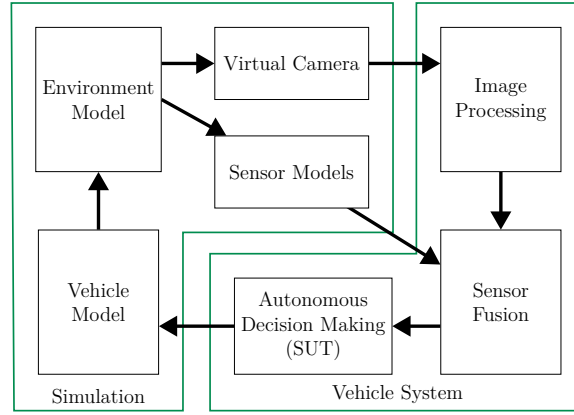 Environment
Model
Virtual Camera
Image
Processing
Sensor Models
Vehicle
Model
Autonomous
Decision Making
(SUT)
Sensor
Fusion
Simulation
Vehicle System